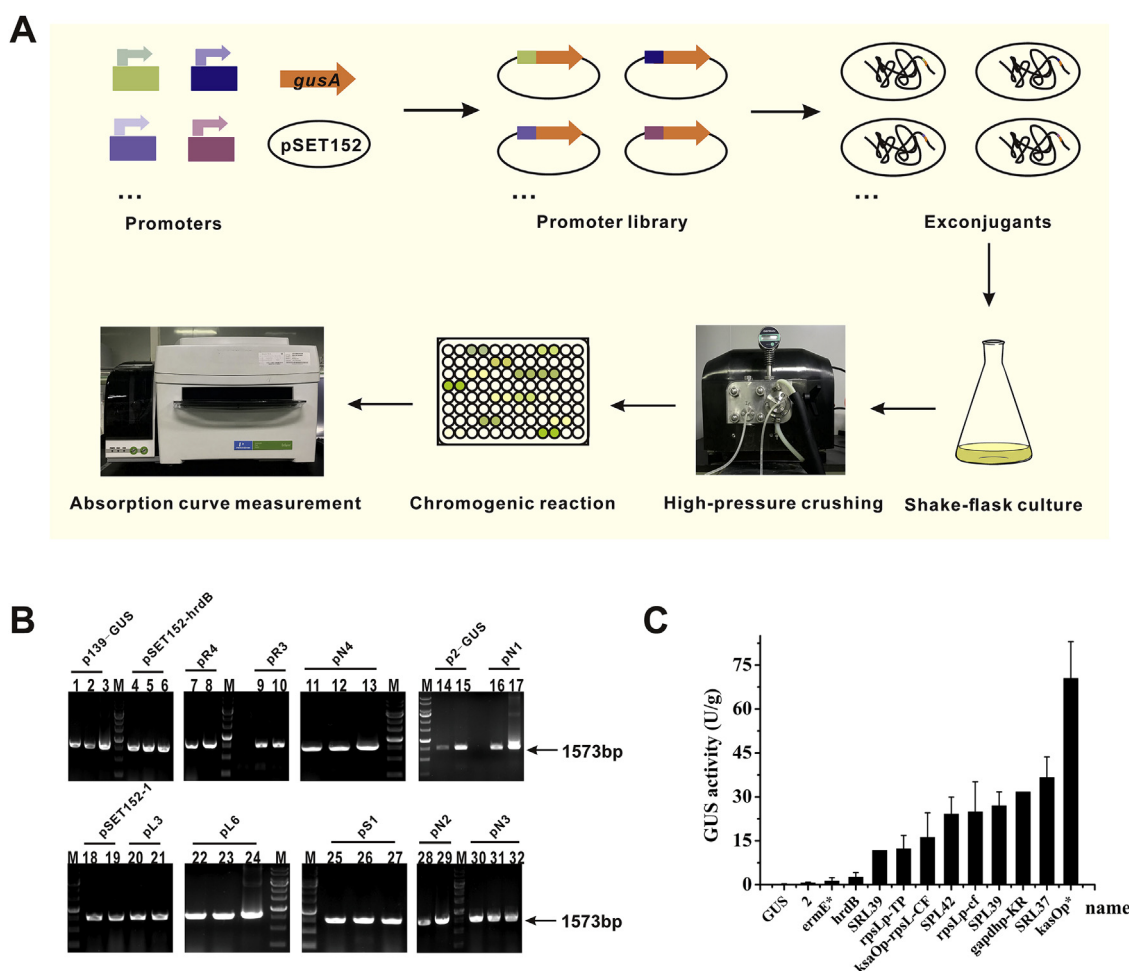 A
gusA
pSET152
...
...
...
Promoters
Promoter library
Exconjugants
Absorption curve measurement
Chromogenic reaction
High-pressure crushing
Shake-flask culture
B
p139-GUS
pSET152-hrdB
pR4
pR3
pN4
p2-GUS
pN1
1 2 3 M 4 5 6
7 8 M 9 10
11 12 13 M
M 14 15 16 17
1573bp
pSET152-1
pL3
pL6
pS1
pN2
pN3
M 18 19 20 21
22 23 24 M
M 25 26 27
28 29 M 30 31 32
1573bp
C
GUS activity (U/g)
75
60
45
30
15
0
GUS
2
ermE*
hrdB
SRL39
rpsLp-TP
ksaOp-rpsL-CF
SPL42
rpsLp-cf
SPL39
gapdhp-KR
SRL37
kasOp*
name